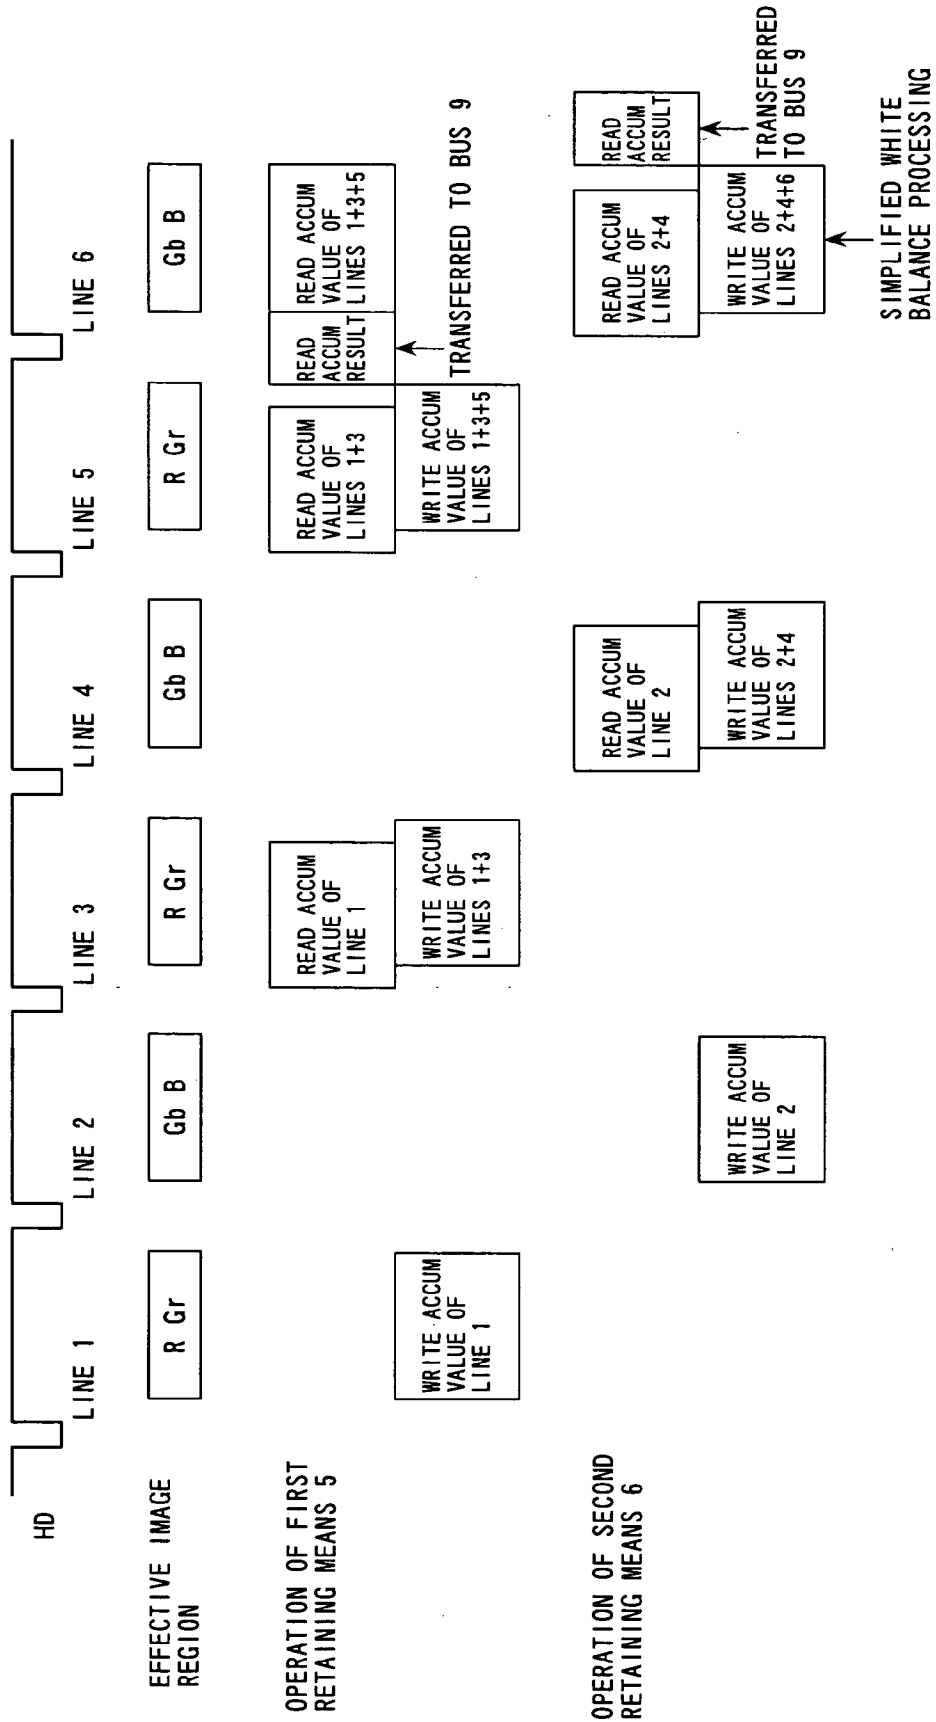 HD
LINE 1
LINE 2
LINE 3
LINE 4
LINE 5
LINE 6
EFFECTIVE IMAGE
REGION
R Gr
Gb B
R Gr
Gb B
R Gr
Gb B
OPERATION OF FIRST
RETAINING MEANS 5
WRITE ACCUM
VALUE OF
LINE 1
READ ACCUM
VALUE OF
LINE 1
WRITE ACCUM
VALUE OF
LINES 1+3
READ ACCUM
VALUE OF
LINES 1+3
WRITE ACCUM
VALUE OF
LINES 1+3+5
READ
ACCUM
RESULT
TRANSFERRED TO BUS 9
READ ACCUM
VALUE OF
LINES 1+3+5
OPERATION OF SECOND
RETAINING MEANS 6
WRITE ACCUM
VALUE OF
LINE 2
READ ACCUM
VALUE OF
LINE 2
WRITE ACCUM
VALUE OF
LINES 2+4
READ ACCUM
VALUE OF
LINES 2+4
WRITE ACCUM
VALUE OF
LINES 2+4+6
READ
ACCUM
RESULT
TRANSFERRED
TO BUS 9
SIMPLIFIED WHITE
BALANCE PROCESSING